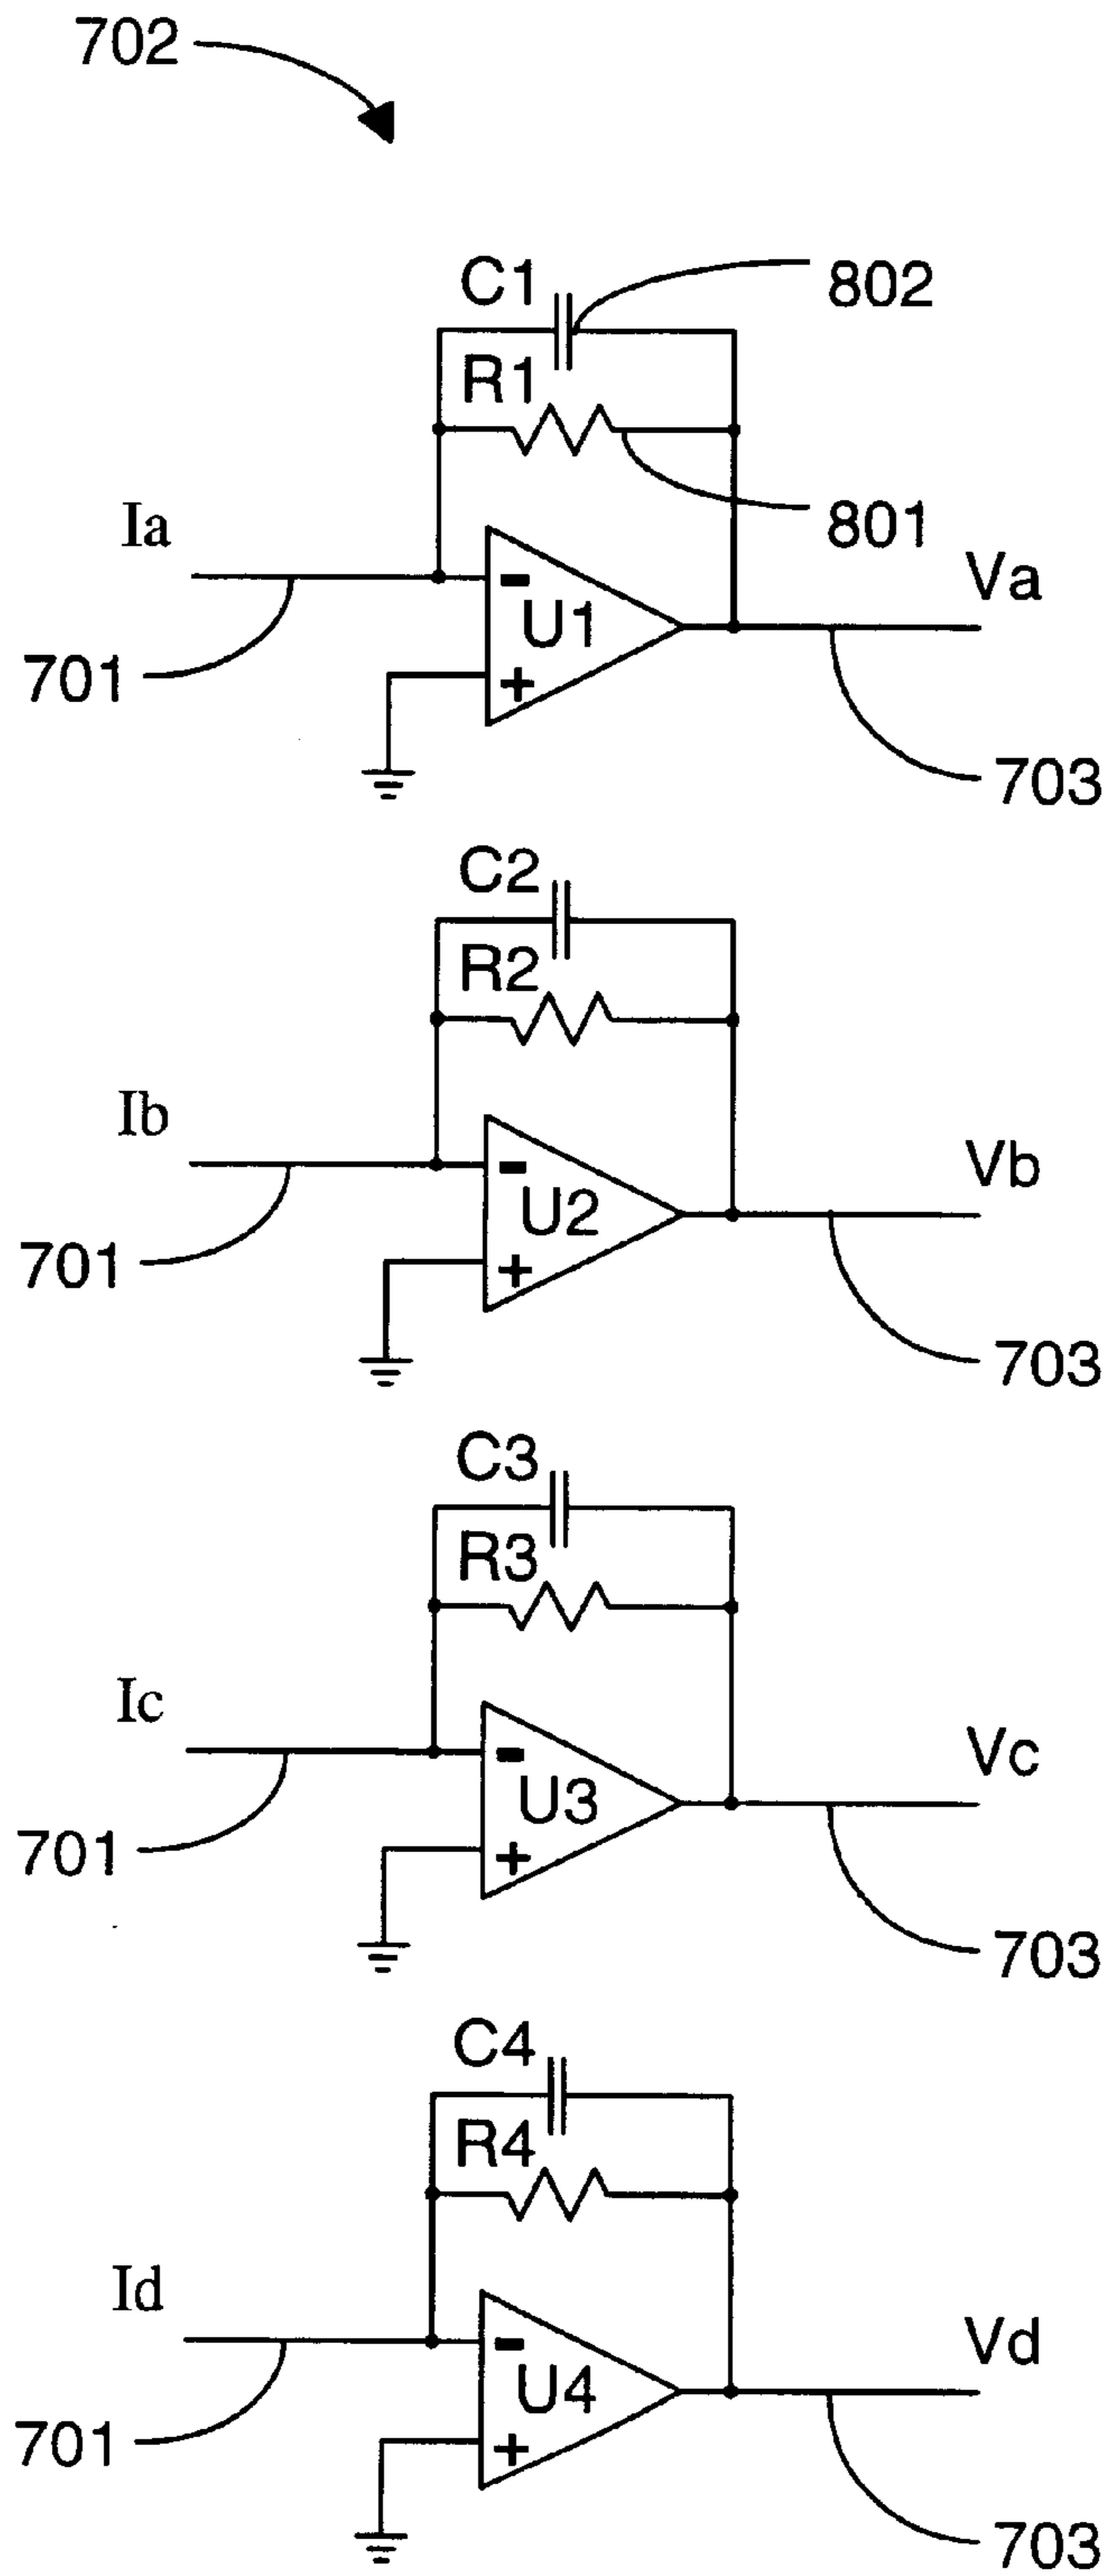 702
C1
802
R1
801
Ia
-
U1
+
Va
701
703
C2
R2
Ib
-
U2
+
Vb
701
703
C3
R3
Ic
-
U3
+
Vc
701
703
C4
R4
Id
-
U4
+
Vd
701
703